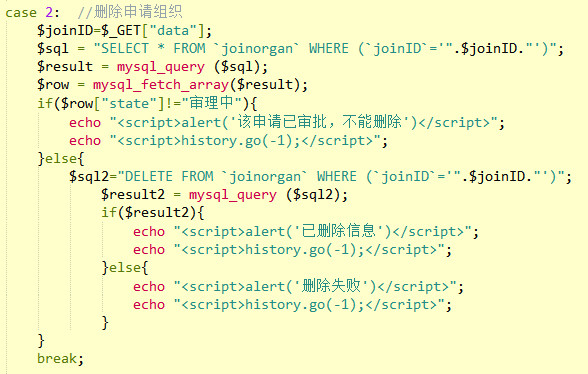 case 2:  //删除申请组织
    $joinID=$_GET["data"];
    $sql = "SELECT * FROM `joinorgan` WHERE (`joinID`='".$joinID."')";
    $result = mysql_query ($sql);
    $row = mysql_fetch_array($result);
    if($row["state"]!="审理中"){
        echo "<script>alert('该申请已审批，不能删除')</script>";
        echo "<script>history.go(-1);</script>";
    }else{
        $sql2="DELETE FROM `joinorgan` WHERE (`joinID`='".$joinID."')";
            $result2 = mysql_query ($sql2);
            if($result2){
                echo "<script>alert('已删除信息')</script>";
                echo "<script>history.go(-1);</script>";
            }else{
                echo "<script>alert('删除失败')</script>";
                echo "<script>history.go(-1);</script>";
            }
    }
    break;